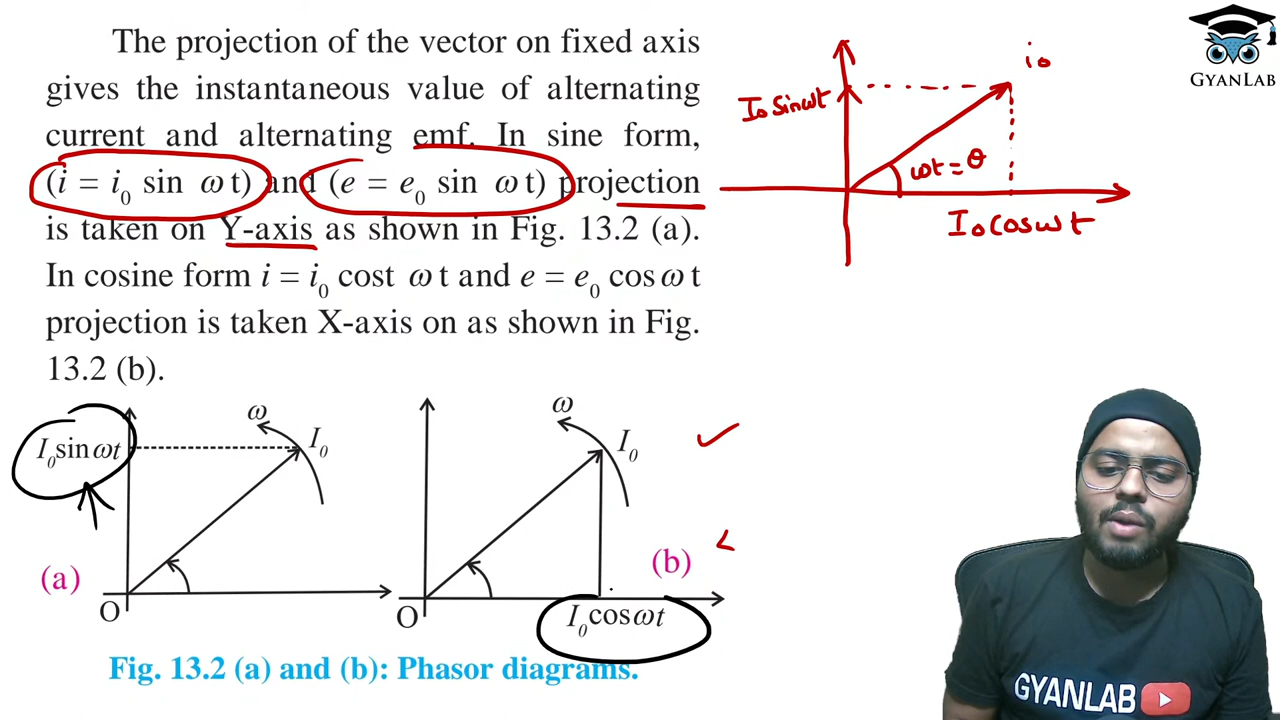 The projection of the vector on fixed axis
gives the instantaneous value of alternating
current and alternating emf. In sine form,
(i = i₀ sin ωt) and (e = e₀ sin ωt) projection
is taken on Y-axis as shown in Fig. 13.2 (a).
In cosine form i = i₀ cost ωt and e = e₀ cosωt
projection is taken X-axis on as shown in Fig.
13.2 (b).
I₀sinωt
ω
I₀
(a)
O
ω
I₀
(b)
O
I₀cosωt
Fig. 13.2 (a) and (b): Phasor diagrams.
i₀
I₀ sinωt
ωt = θ
I₀ cosωt
GYANLAB
GYANLAB